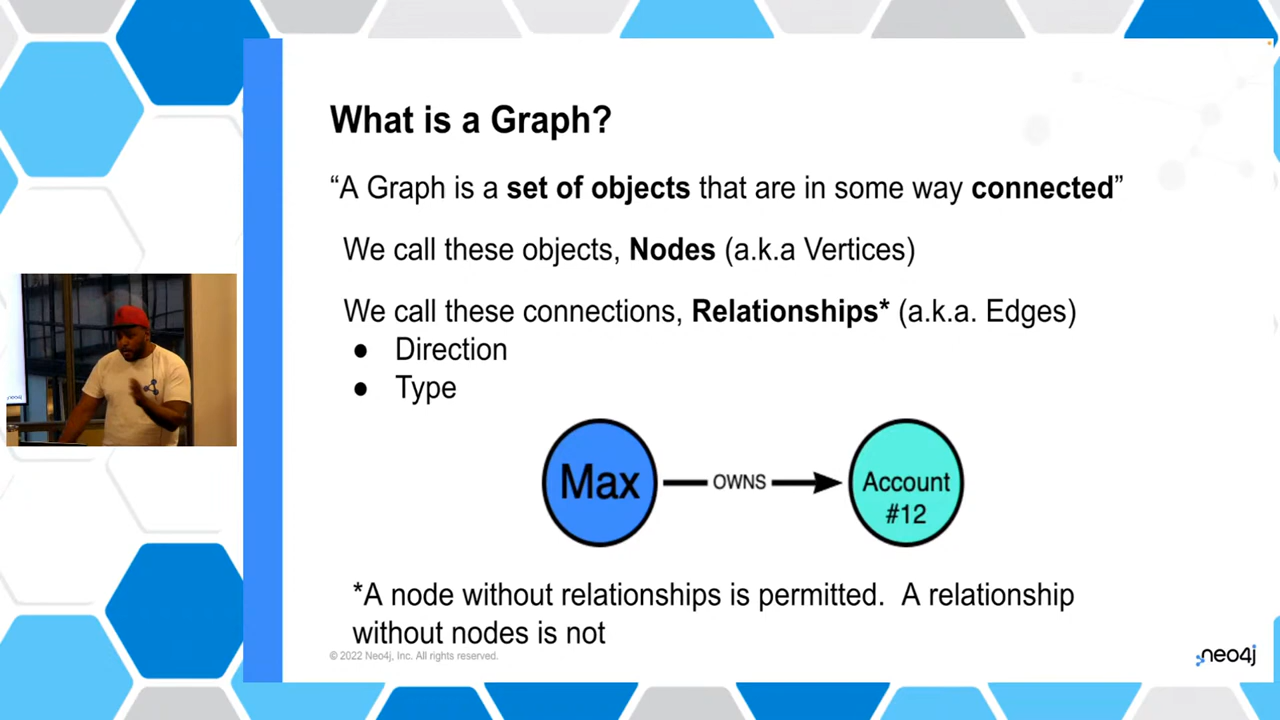 What is a Graph?
“A Graph is a set of objects that are in some way connected”
We call these objects, Nodes (a.k.a Vertices)
We call these connections, Relationships* (a.k.a. Edges)
● Direction
● Type
Max
OWNS
Account
#12
*A node without relationships is permitted.  A relationship
without nodes is not
© 2022 Neo4j, Inc. All rights reserved.
neo4j
neo4j